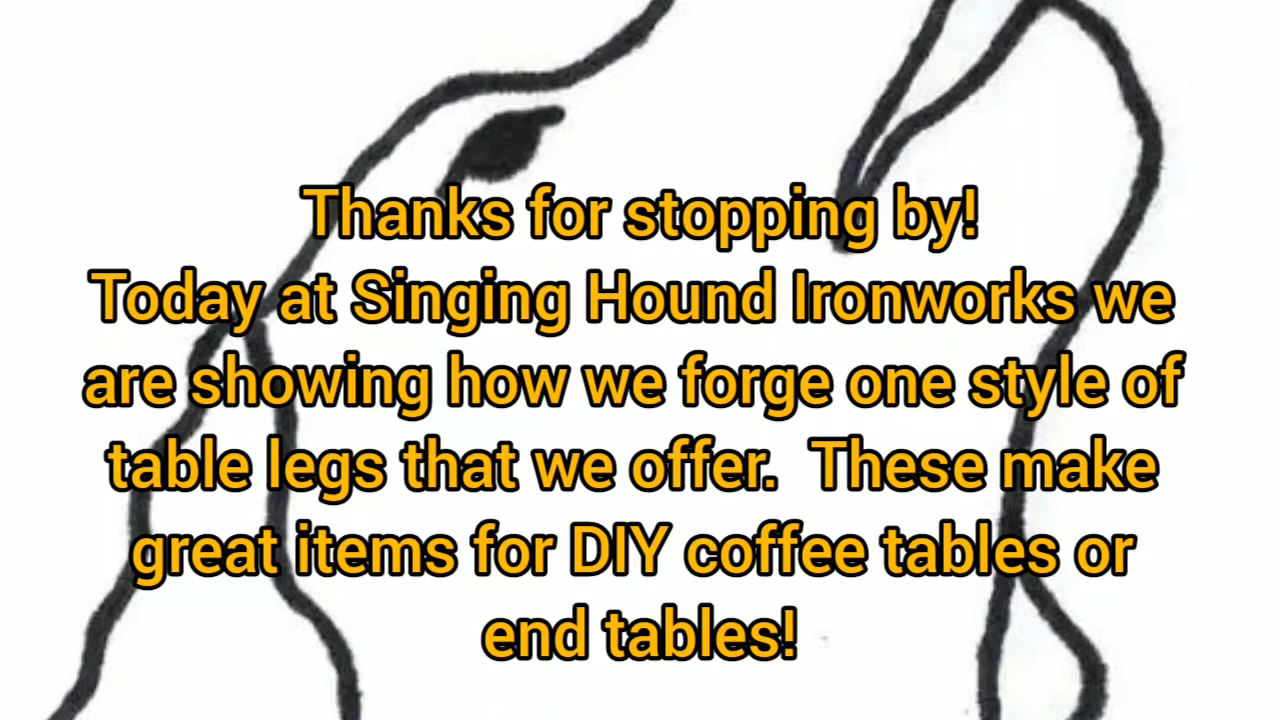 Thanks for stopping by!
Today at Singing Hound Ironworks we
are showing how we forge one style of
table legs that we offer.  These make
great items for DIY coffee tables or
end tables!